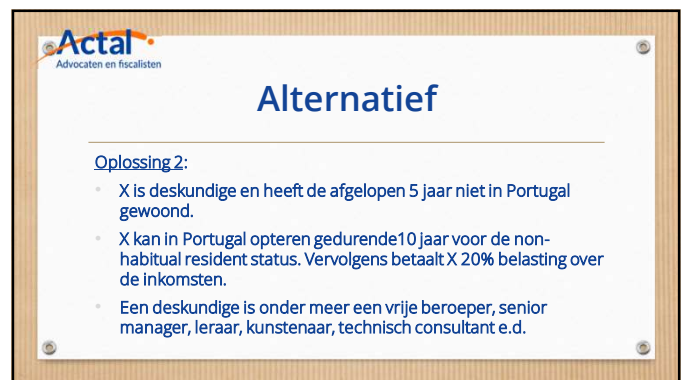 Actal
Advocaten en fiscalisten
Alternatief
Oplossing 2:
X is deskundige en heeft de afgelopen 5 jaar niet in Portugal
gewoond.
X kan in Portugal opteren gedurende10 jaar voor de non-
habitual resident status. Vervolgens betaalt X 20% belasting over
de inkomsten.
Een deskundige is onder meer een vrije beroeper, senior
manager, leraar, kunstenaar, technisch consultant e.d.